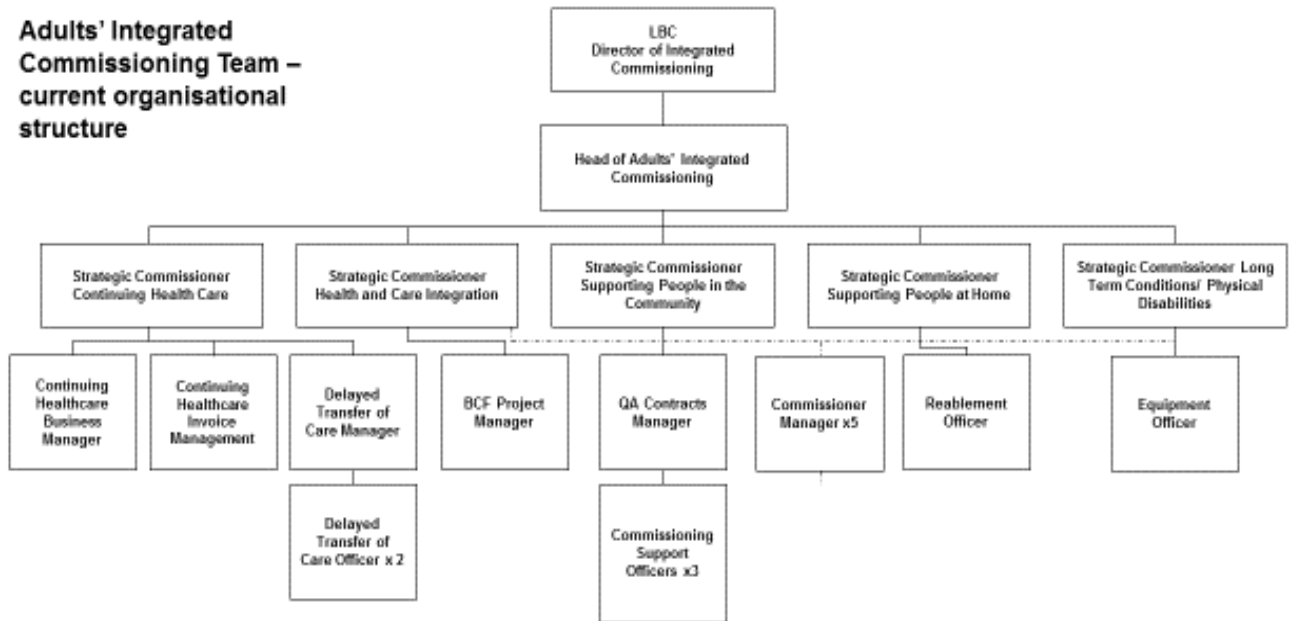 Adults' Integrated
Commissioning Team –
current organisational
structure
LBC
Director of Integrated
Commissioning
Head of Adults' Integrated
Commissioning
Strategic Commissioner
Continuing Health Care
Strategic Commissioner
Health and Care Integration
Strategic Commissioner
Supporting People in the
Community
Strategic Commissioner
Supporting People at Home
Strategic Commissioner Long
Term Conditions/ Physical
Disabilities
Continuing
Healthcare
Business
Manager
Continuing
Healthcare
Invoice
Management
Delayed
Transfer of
Care Manager
BCF Project
Manager
QA Contracts
Manager
Commissioner
Manager x5
Reablement
Officer
Equipment
Officer
Delayed
Transfer of
Care Officer x 2
Commissioning
Support
Officers x3